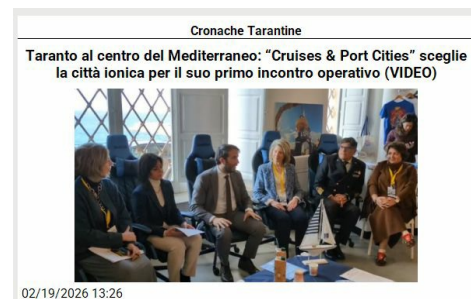 Cronache Tarantine
Taranto al centro del Mediterraneo: “Cruises & Port Cities” sceglie
la città ionica per il suo primo incontro operativo (VIDEO)
02/19/2026 13:26